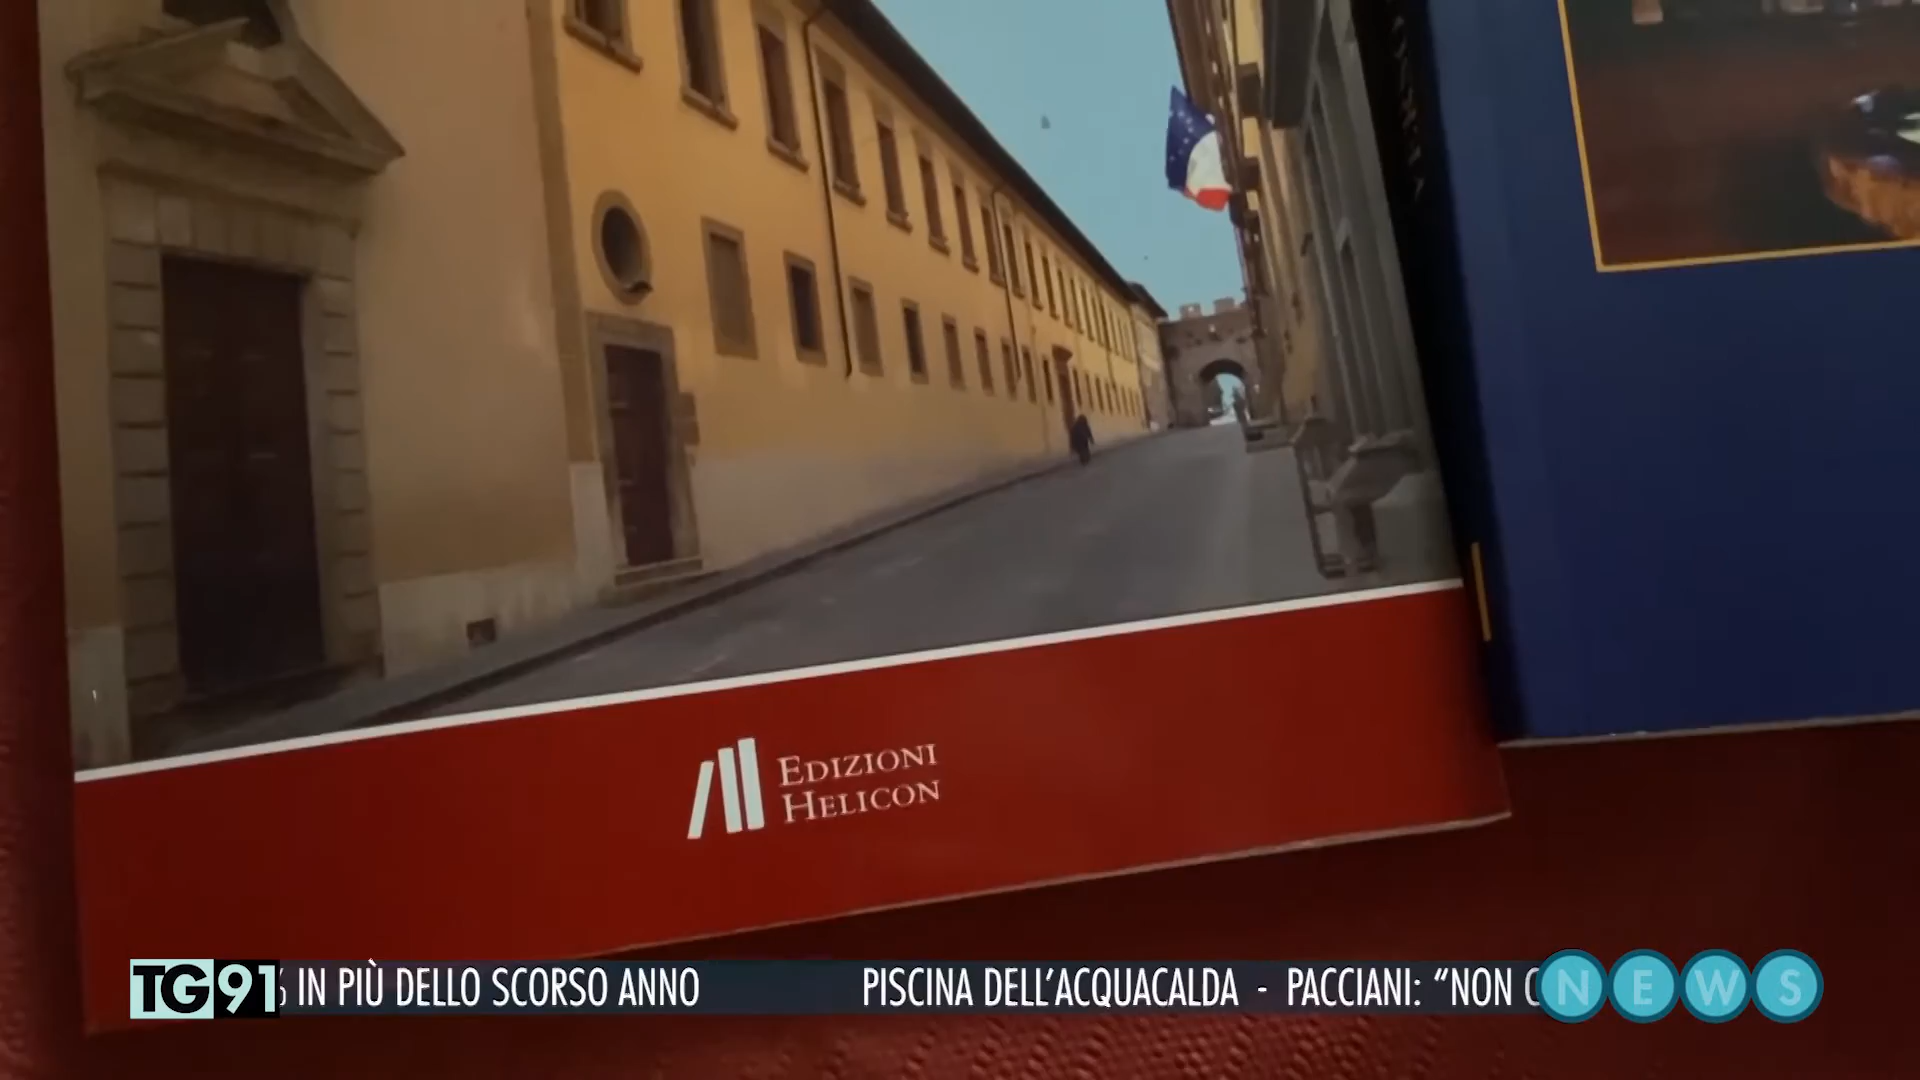 EDIZIONI
HELICON
TG91
% IN PIÙ DELLO SCORSO ANNO PISCINA DELL'ACQUACALDA - PACCIANI: “NON
NEWS